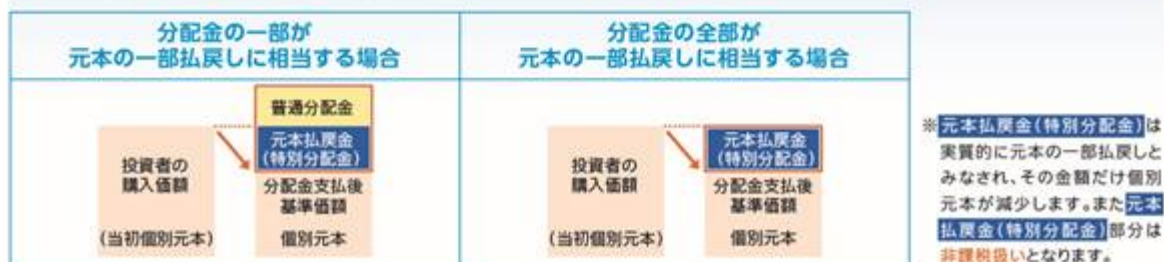 分配金の一部が
元本の一部払戻しに相当する場合
分配金の全部が
元本の一部払戻しに相当する場合
投資者の
購入価額
(当初個別元本)
普通分配金
元本払戻金
(特別分配金)
分配金支払後
基準価額
個別元本
投資者の
購入価額
(当初個別元本)
元本払戻金
(特別分配金)
分配金支払後
基準価額
個別元本
※元本払戻金(特別分配金)は
実質的に元本の一部払戻しと
みなされ、その金額だけ個別
元本が減少します。また元本
払戻金(特別分配金)部分は
非課税扱いとなります。